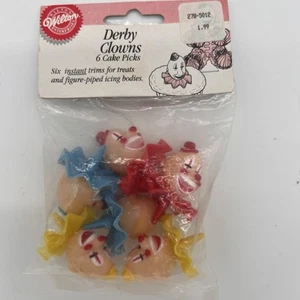 Wilton
Derby
Clowns
6 Cake Picks
Six instant trims for treats
and figure-piped icing bodies.
270-5012
1.99